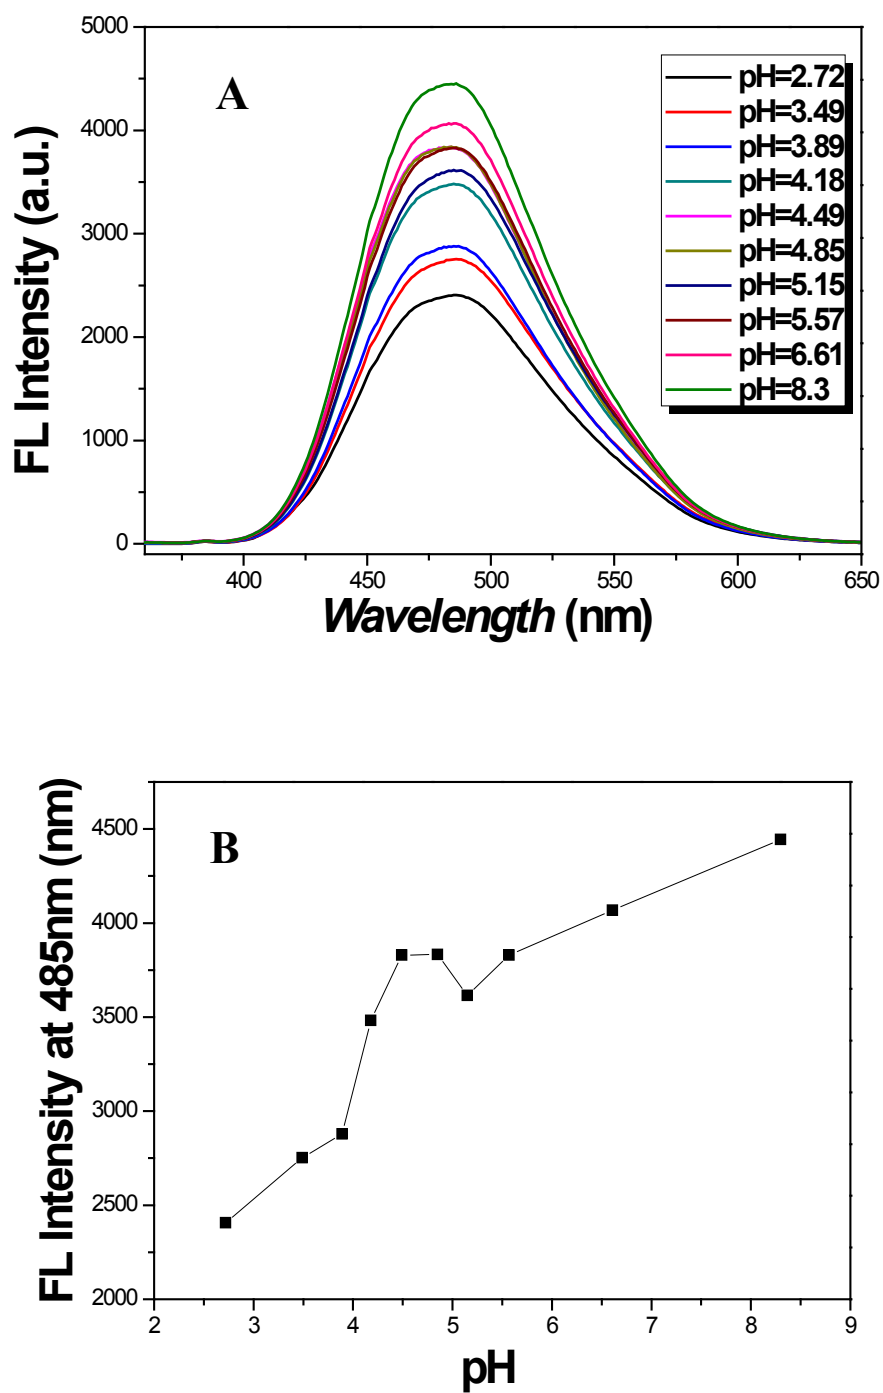 5000
4000
3000
2000
1000
0
FL Intensity (a.u.)
A
pH=2.72
pH=3.49
pH=3.89
pH=4.18
pH=4.49
pH=4.85
pH=5.15
pH=5.57
pH=6.61
pH=8.3
400 450 500 550 600 650
Wavelength (nm)
4500
4000
3500
3000
2500
2000
FL Intensity at 485nm (nm)
B
2 3 4 5 6 7 8 9
pH